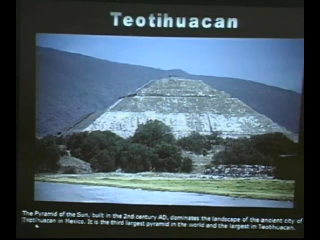 Teotihuacan
The Pyramid of the Sun, built in the 2nd century AD, dominates the landscape of the ancient city of
Teotihuacan in Mexico. It is the third largest pyramid in the world and the largest in Teotihuacan.